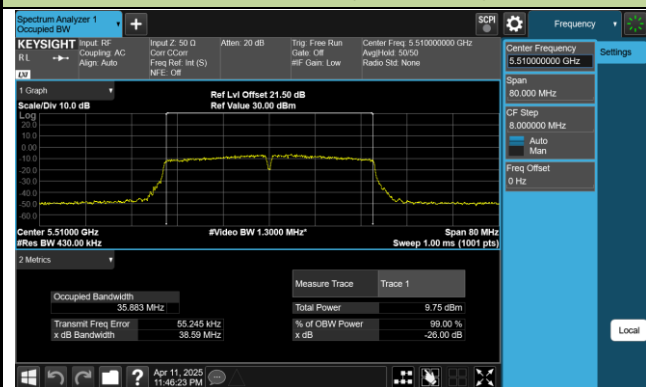 Spectrum Analyzer 1
Occupied BW
SCPI
Frequency
KEYSIGHT
Input: RF
Coupling: AC
Align: Auto
Input Z: 50 Ω
Corr CCorr
Freq Ref: Int (S)
NFE: Off
Atten: 20 dB
Trig: Free Run
Gate: Off
#IF Gain: Low
Center Freq: 5.510000000 GHz
Avg|Hold: 50/50
Radio Std: None
RL
LXI
Center Frequency
5.510000000 GHz
Settings
Span
80.000 MHz
CF Step
8.000000 MHz
Auto
Man
Freq Offset
0 Hz
1 Graph
Scale/Div 10.0 dB
Ref Lvl Offset 21.50 dB
Ref Value 30.00 dBm
Log
20.0
10.0
0.00
-10.0
-20.0
-30.0
-40.0
-50.0
-60.0
Center 5.51000 GHz
#Video BW 1.3000 MHz*
Span 80 MHz
#Res BW 430.00 kHz
Sweep 1.00 ms (1001 pts)
2 Metrics
Measure Trace
Trace 1
Occupied Bandwidth
35.883 MHz
Total Power
9.75 dBm
Transmit Freq Error
55.245 kHz
% of OBW Power
99.00 %
x dB Bandwidth
38.59 MHz
x dB
-26.00 dB
Local
Apr 11, 2025
11:46:23 PM